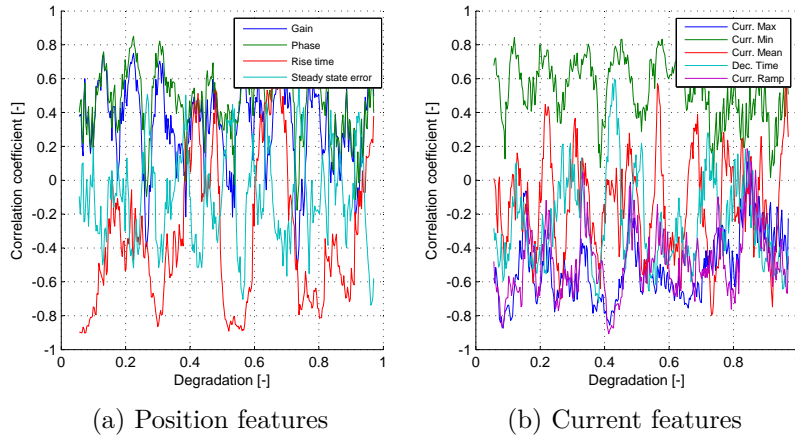 Correlation coefficient [-]
1
0.8
0.6
0.4
0.2
0
-0.2
-0.4
-0.6
-0.8
-1
0 0.2 0.4 0.6 0.8 1
Degradation [-]
Gain
Phase
Rise time
Steady state error
(a) Position features
Correlation coefficient [-]
1
0.8
0.6
0.4
0.2
0
-0.2
-0.4
-0.6
-0.8
-1
0 0.2 0.4 0.6 0.8
Degradation [-]
Curr. Max
Curr. Min
Curr. Mean
Dec. Time
Curr. Ramp
(b) Current features